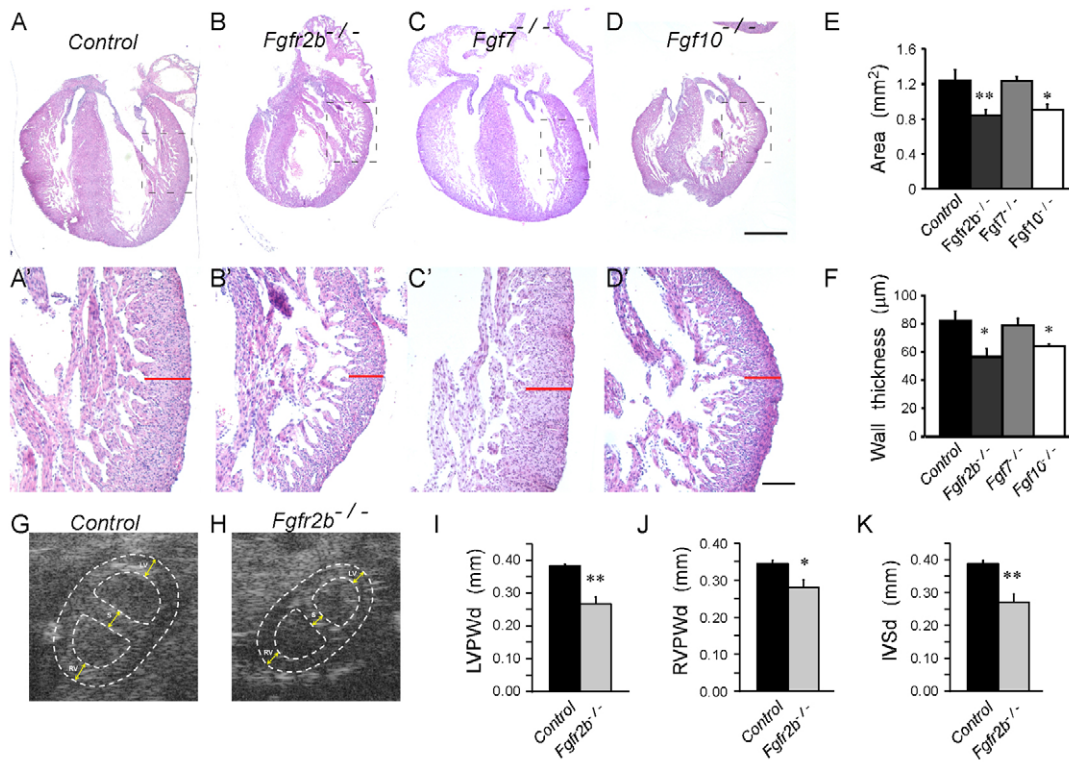 A
Control
B
Fgfr2b-/-
C
Fgf7-/-
D
Fgf10-/-
E
Area (mm2)
1.6
1.2
0.8
0.4
0
**
*
Control
Fgfr2b-/-
Fgf7-/-
Fgf10-/-
A'
B'
C'
D'
F
Wall thickness (μm)
100
80
60
40
20
0
*
*
Control
Fgfr2b-/-
Fgf7-/-
Fgf10-/-
G
Control
LV
S
RV
H
Fgfr2b-/-
LV
RV
I
LVPWd (mm)
0.40
0.30
0.20
0.10
0.00
**
Control
Fgfr2b-/-
J
RVPWd (mm)
0.40
0.30
0.20
0.10
0.00
*
Control
Fgfr2b-/-
K
IVSd (mm)
0.40
0.30
0.20
0.10
0.00
**
Control
Fgfr2b-/-